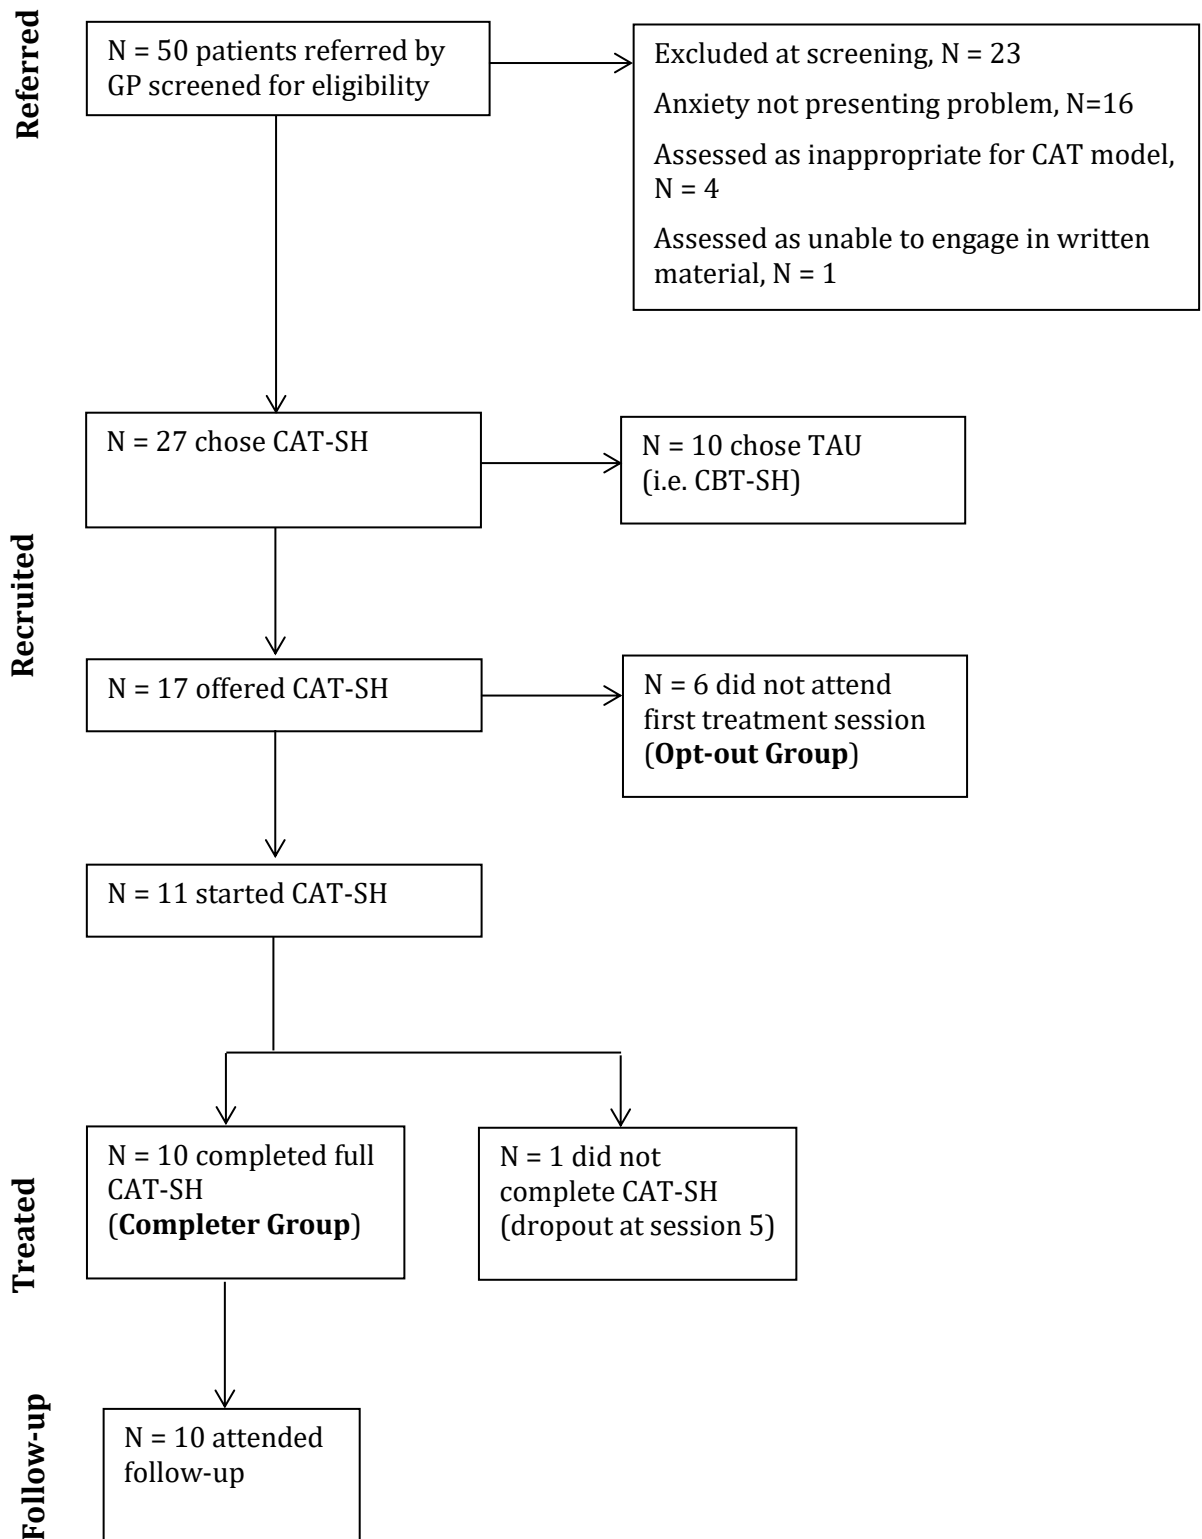 Referred
N = 50 patients referred by
GP screened for eligibility
Excluded at screening, N = 23
Anxiety not presenting problem, N=16
Assessed as inappropriate for CAT model,
N = 4
Assessed as unable to engage in written
material, N = 1
Recruited
N = 27 chose CAT-SH
N = 10 chose TAU
(i.e. CBT-SH)
N = 17 offered CAT-SH
N = 6 did not attend
first treatment session
(Opt-out Group)
N = 11 started CAT-SH
Treated
N = 10 completed full
CAT-SH
(Completer Group)
N = 1 did not
complete CAT-SH
(dropout at session 5)
Follow-up
N = 10 attended
follow-up